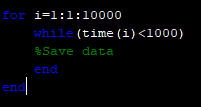 for i=1:1:10000
while(time(i)<1000)
%Save data
end
end